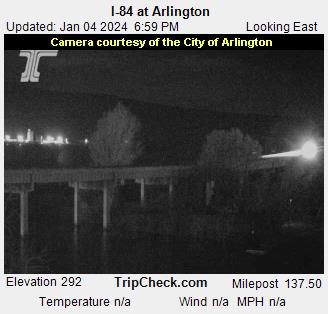 I-84 at Arlington
Updated: Jan 04 2024 6:59 PM Looking East
Camera courtesy of the City of Arlington
Elevation 292 TripCheck.com Milepost 137.50
Temperature n/a Wind n/a MPH n/a